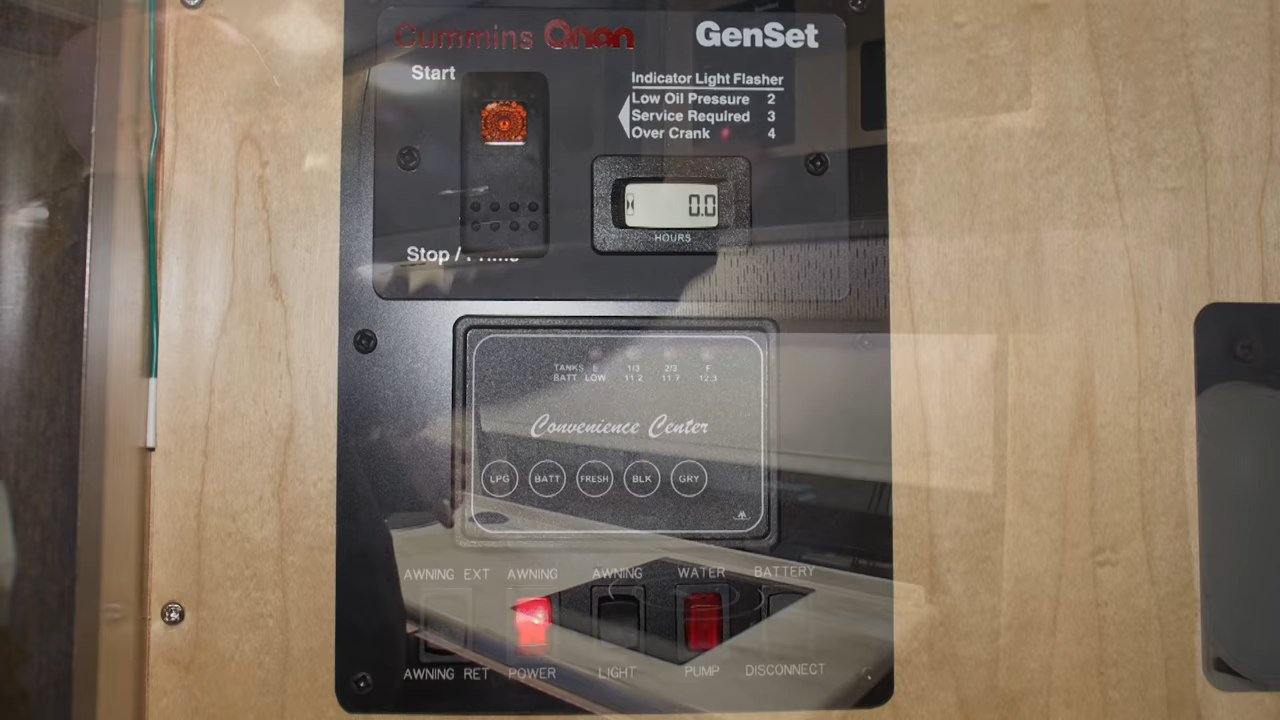 Cummins Onan GenSet
Start
Indicator Light Flasher
Low Oil Pressure 2
Service Required 3
Over Crank 4
0.0
HOURS
Stop /
TANKS E 1/3 2/3 F
BATT LOW 11.2 11.7 12.3
Convenience Center
LPG BATT FRESH BLK GRY
AWNING EXT AWNING AWNING WATER BATTERY
AWNING RET POWER LIGHT PUMP DISCONNECT